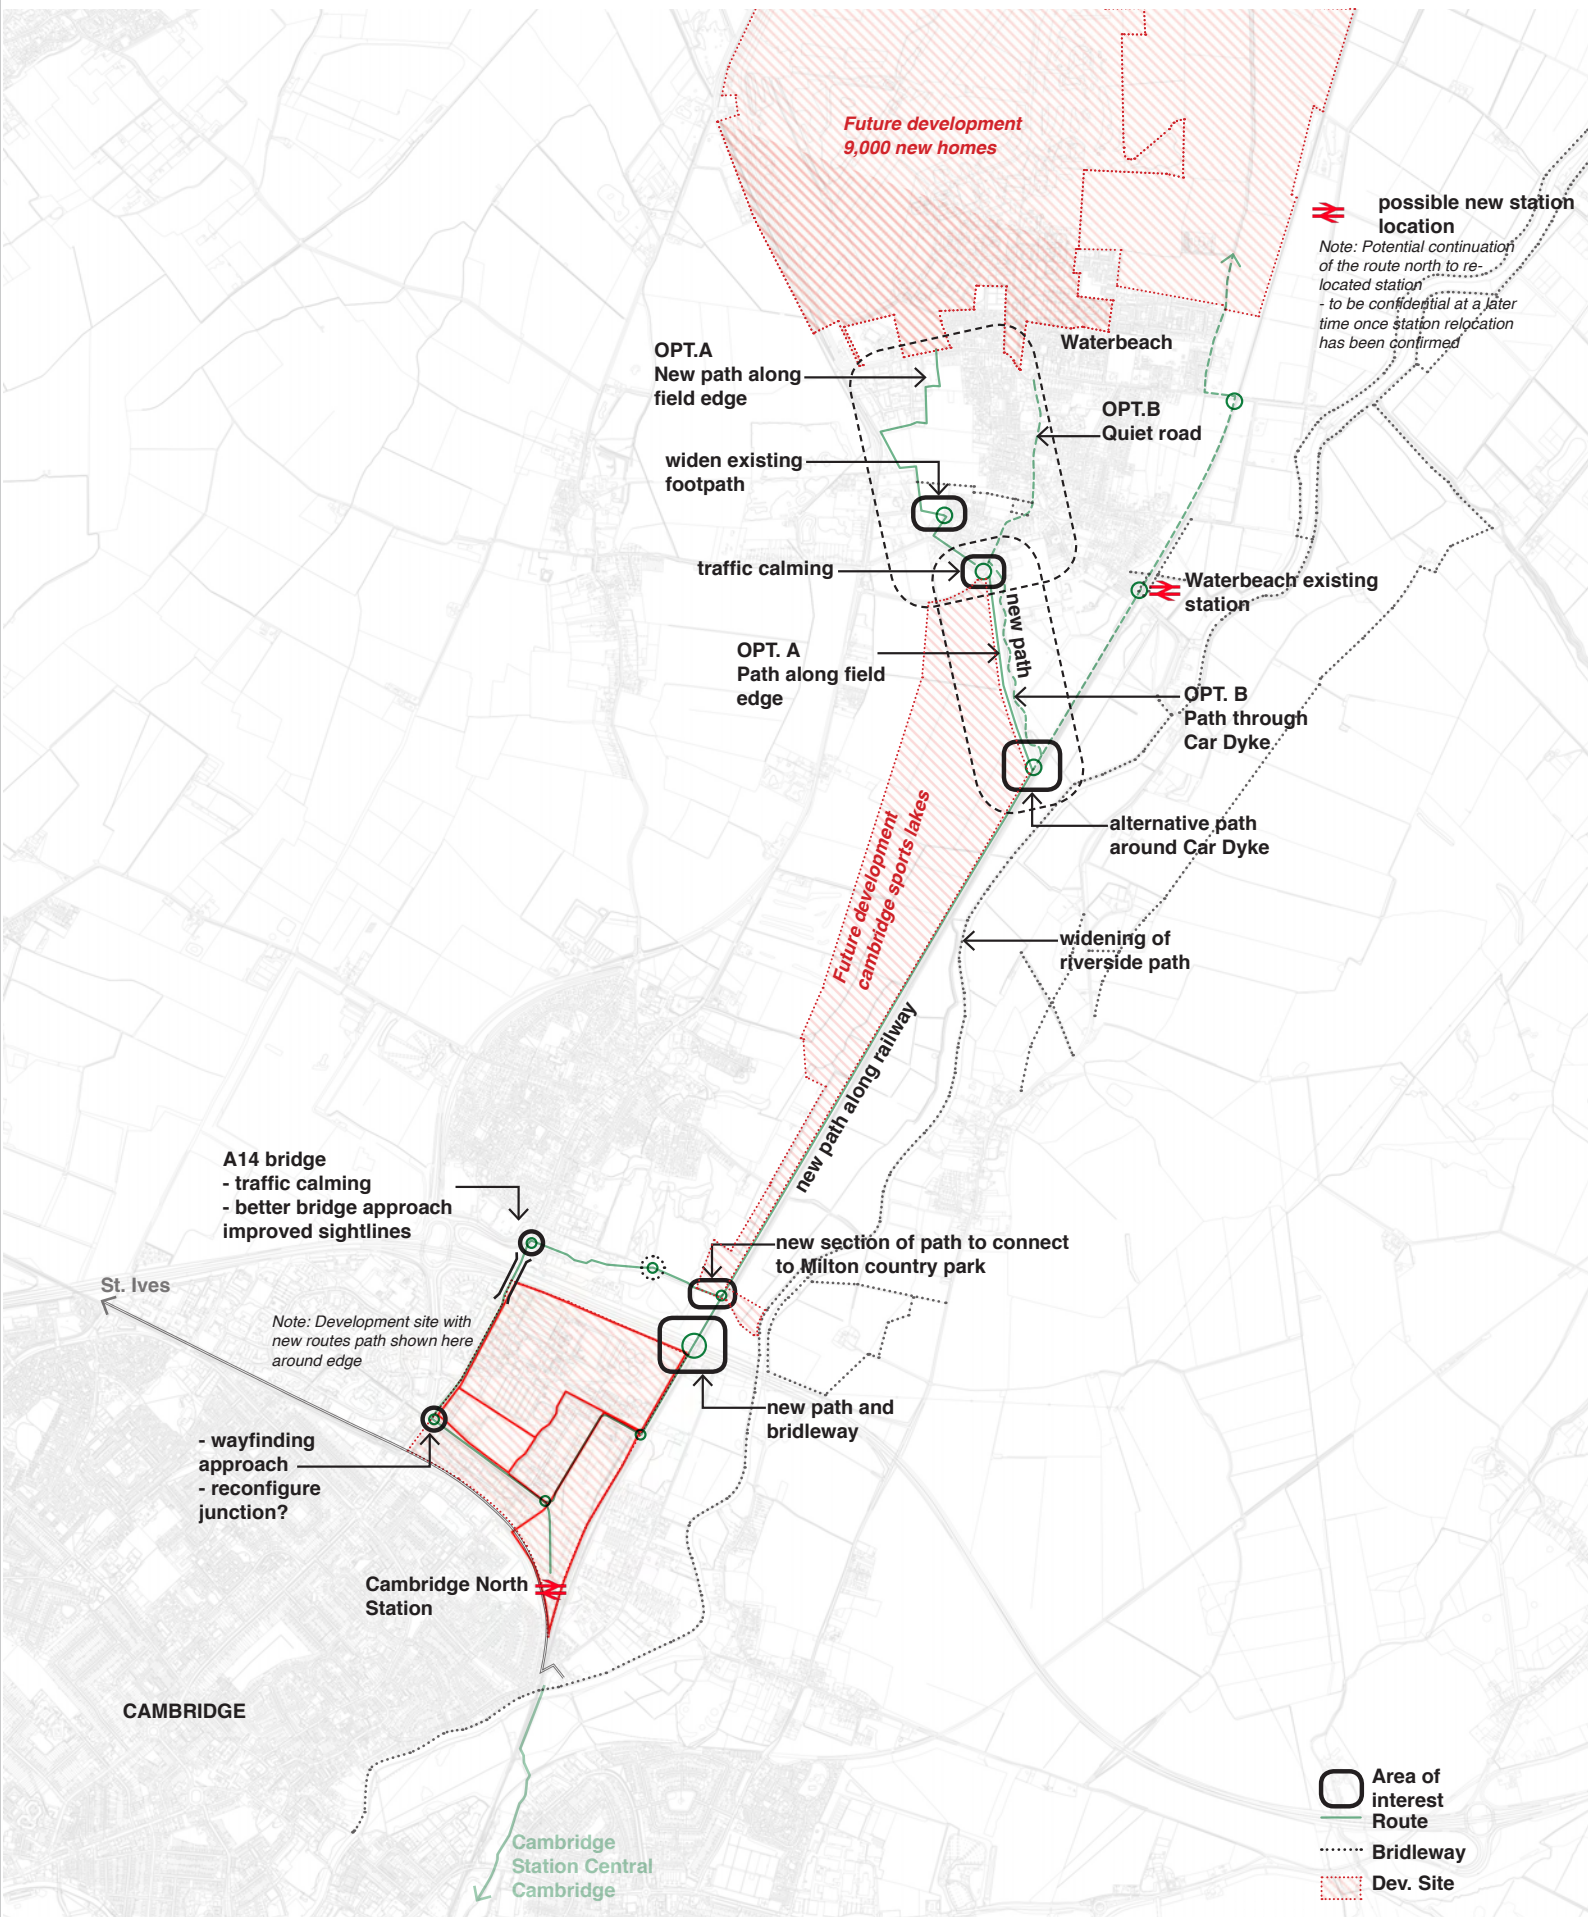 Future development
9,000 new homes
possible new station
location
Note: Potential continuation
of the route north to re-
located station
- to be confidential at a later
time once station relocation
has been confirmed
Waterbeach
OPT.A
New path along
field edge
OPT.B
Quiet road
widen existing
footpath
traffic calming
Waterbeach existing
station
new path
OPT. A
Path along field
edge
OPT. B
Path through
Car Dyke
alternative path
around Car Dyke
Future development
cambridge sports lakes
widening of
riverside path
new path along railway
A14 bridge
- traffic calming
- better bridge approach
improved sightlines
new section of path to connect
to Milton country park
St. Ives
Note: Development site with
new routes path shown here
around edge
new path and
bridleway
- wayfinding
approach
- reconfigure
junction?
Cambridge North
Station
CAMBRIDGE
Cambridge
Station Central
Cambridge
Area of
interest
Route
Bridleway
Dev. Site